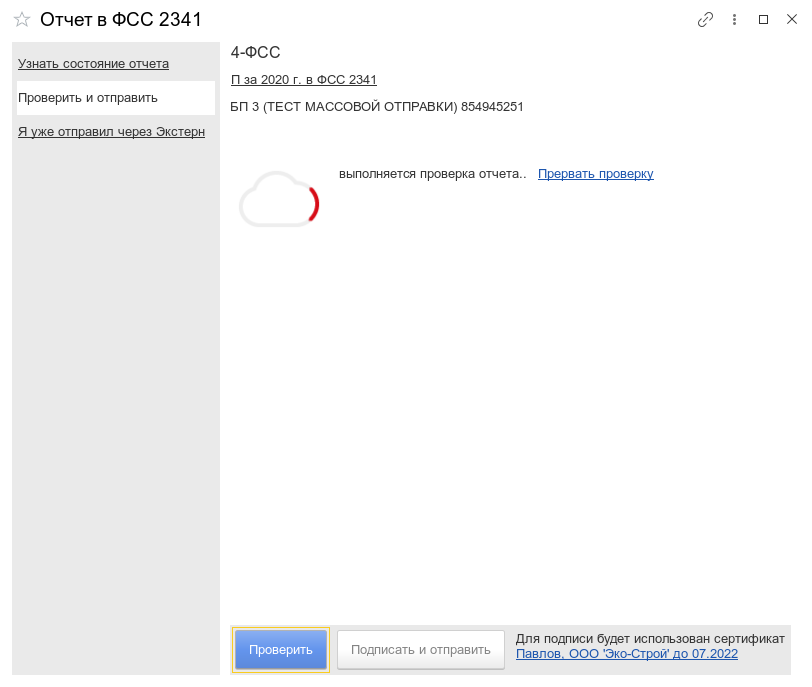 Отчет в ФСС 2341
Узнать состояние отчета
Проверить и отправить
Я уже отправил через Экстерн
4-ФСС
П за 2020 г. в ФСС 2341
БП 3 (ТЕСТ МАССОВОЙ ОТПРАВКИ) 854945251
выполняется проверка отчета.. Прервать проверку
Проверить
Подписать и отправить
Для подписи будет использован сертификат
Павлов, ООО 'Эко-Строй' до 07.2022